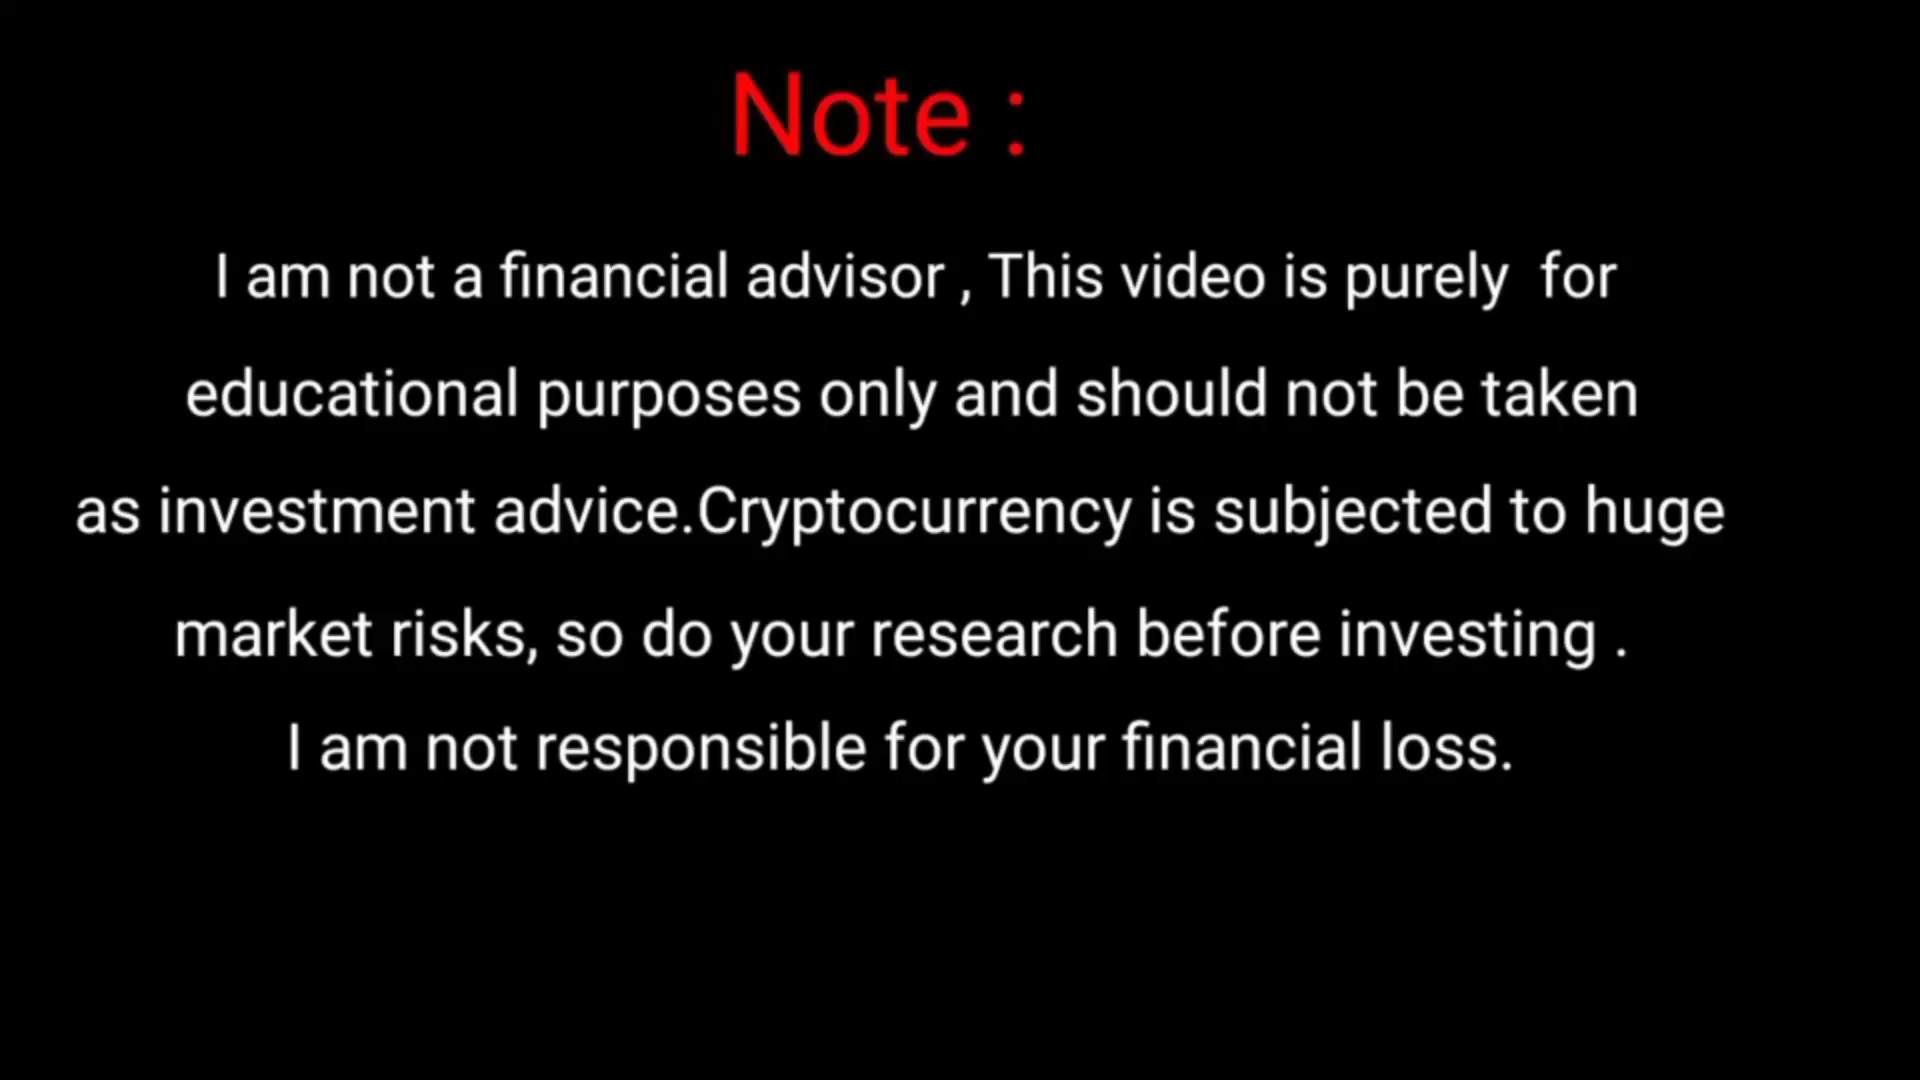 Note :
I am not a financial advisor , This video is purely  for
educational purposes only and should not be taken
as investment advice.Cryptocurrency is subjected to huge
market risks, so do your research before investing .
I am not responsible for your financial loss.